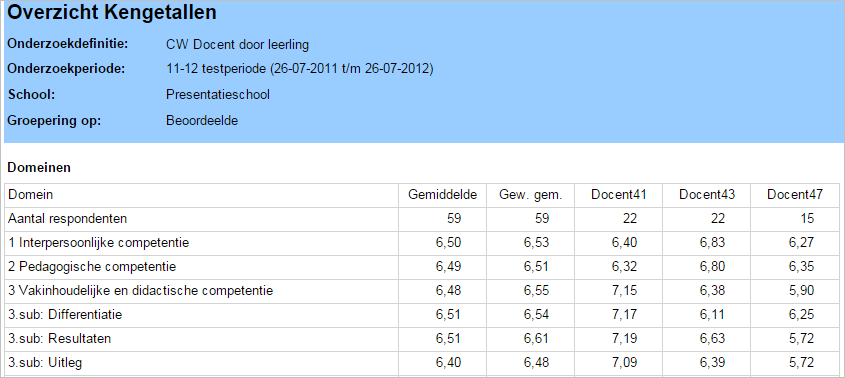 Overzicht Kengetallen
Onderzoekdefinitie: CW Docent door leerling
Onderzoekperiode: 11-12 testperiode (26-07-2011 t/m 26-07-2012)
School: Presentatieschool
Groepering op: Beoordeelde
Domeinen
Domein Gemiddelde Gew. gem. Docent41 Docent43 Docent47
Aantal respondenten 59 59 22 22 15
1 Interpersoonlijke competentie 6,50 6,53 6,40 6,83 6,27
2 Pedagogische competentie 6,49 6,51 6,32 6,80 6,35
3 Vakinhoudelijke en didactische competentie 6,48 6,55 7,15 6,38 5,90
3.sub: Differentiatie 6,51 6,54 7,17 6,11 6,25
3.sub: Resultaten 6,51 6,61 7,19 6,63 5,72
3.sub: Uitleg 6,40 6,48 7,09 6,39 5,72